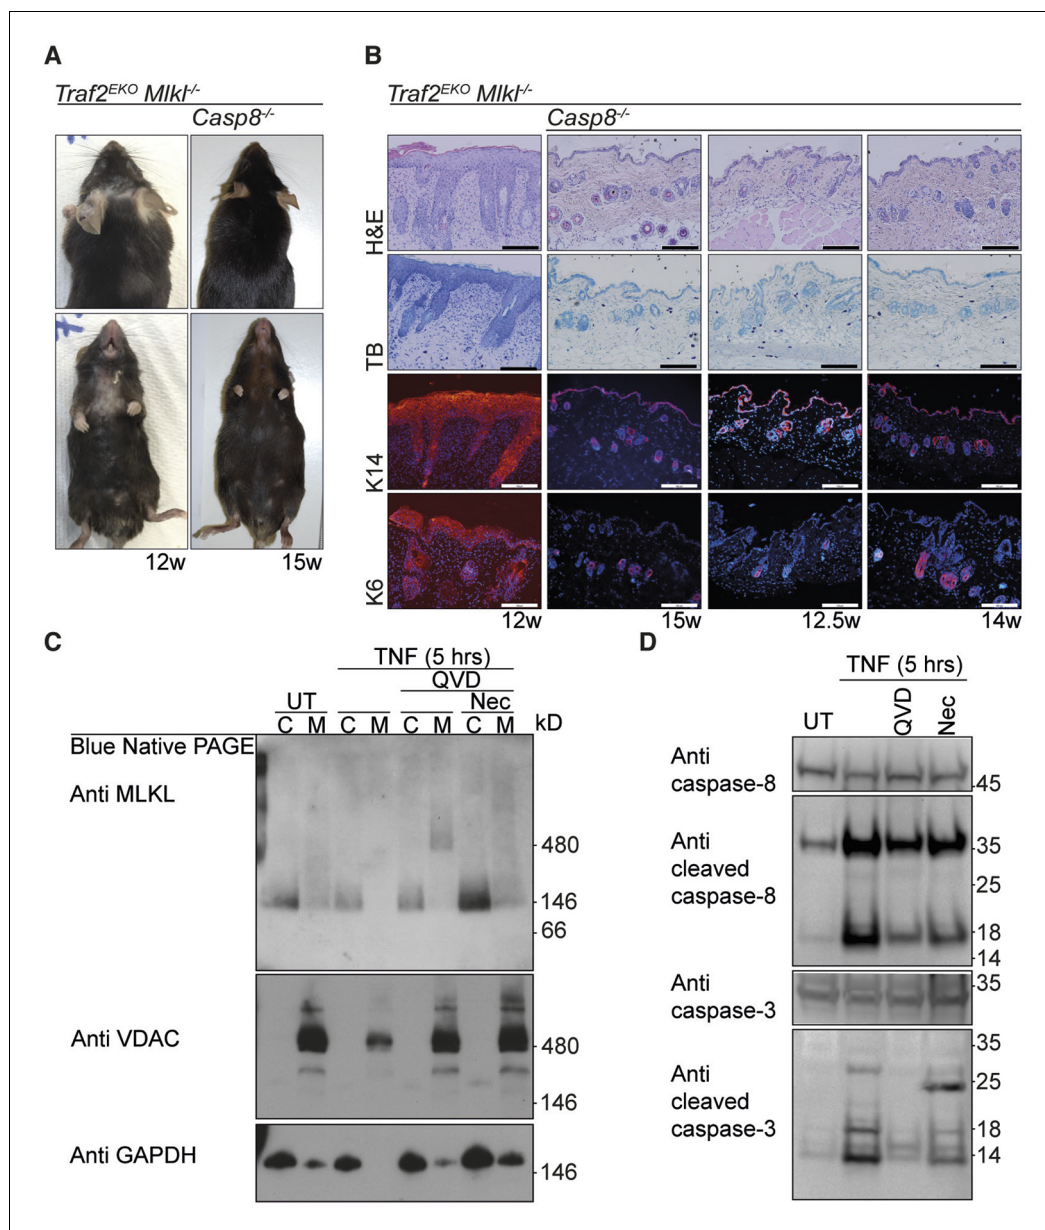 A
Traf2EKO Mlkl-/-
Casp8-/-
12w
15w
B
Traf2EKO Mlkl-/-
Casp8-/-
H&E
TB
K14
K6
12w
15w
12.5w
14w
C
TNF (5 hrs)
QVD
UT
Nec
C M C M C M C M
kD
Blue Native PAGE
Anti MLKL
480
146
66
Anti VDAC
480
146
Anti GAPDH
146
D
TNF (5 hrs)
UT
QVD
Nec
Anti
caspase-8
45
Anti
cleaved
caspase-8
35
25
18
14
Anti
caspase-3
35
Anti
cleaved
caspase-3
35
25
18
14